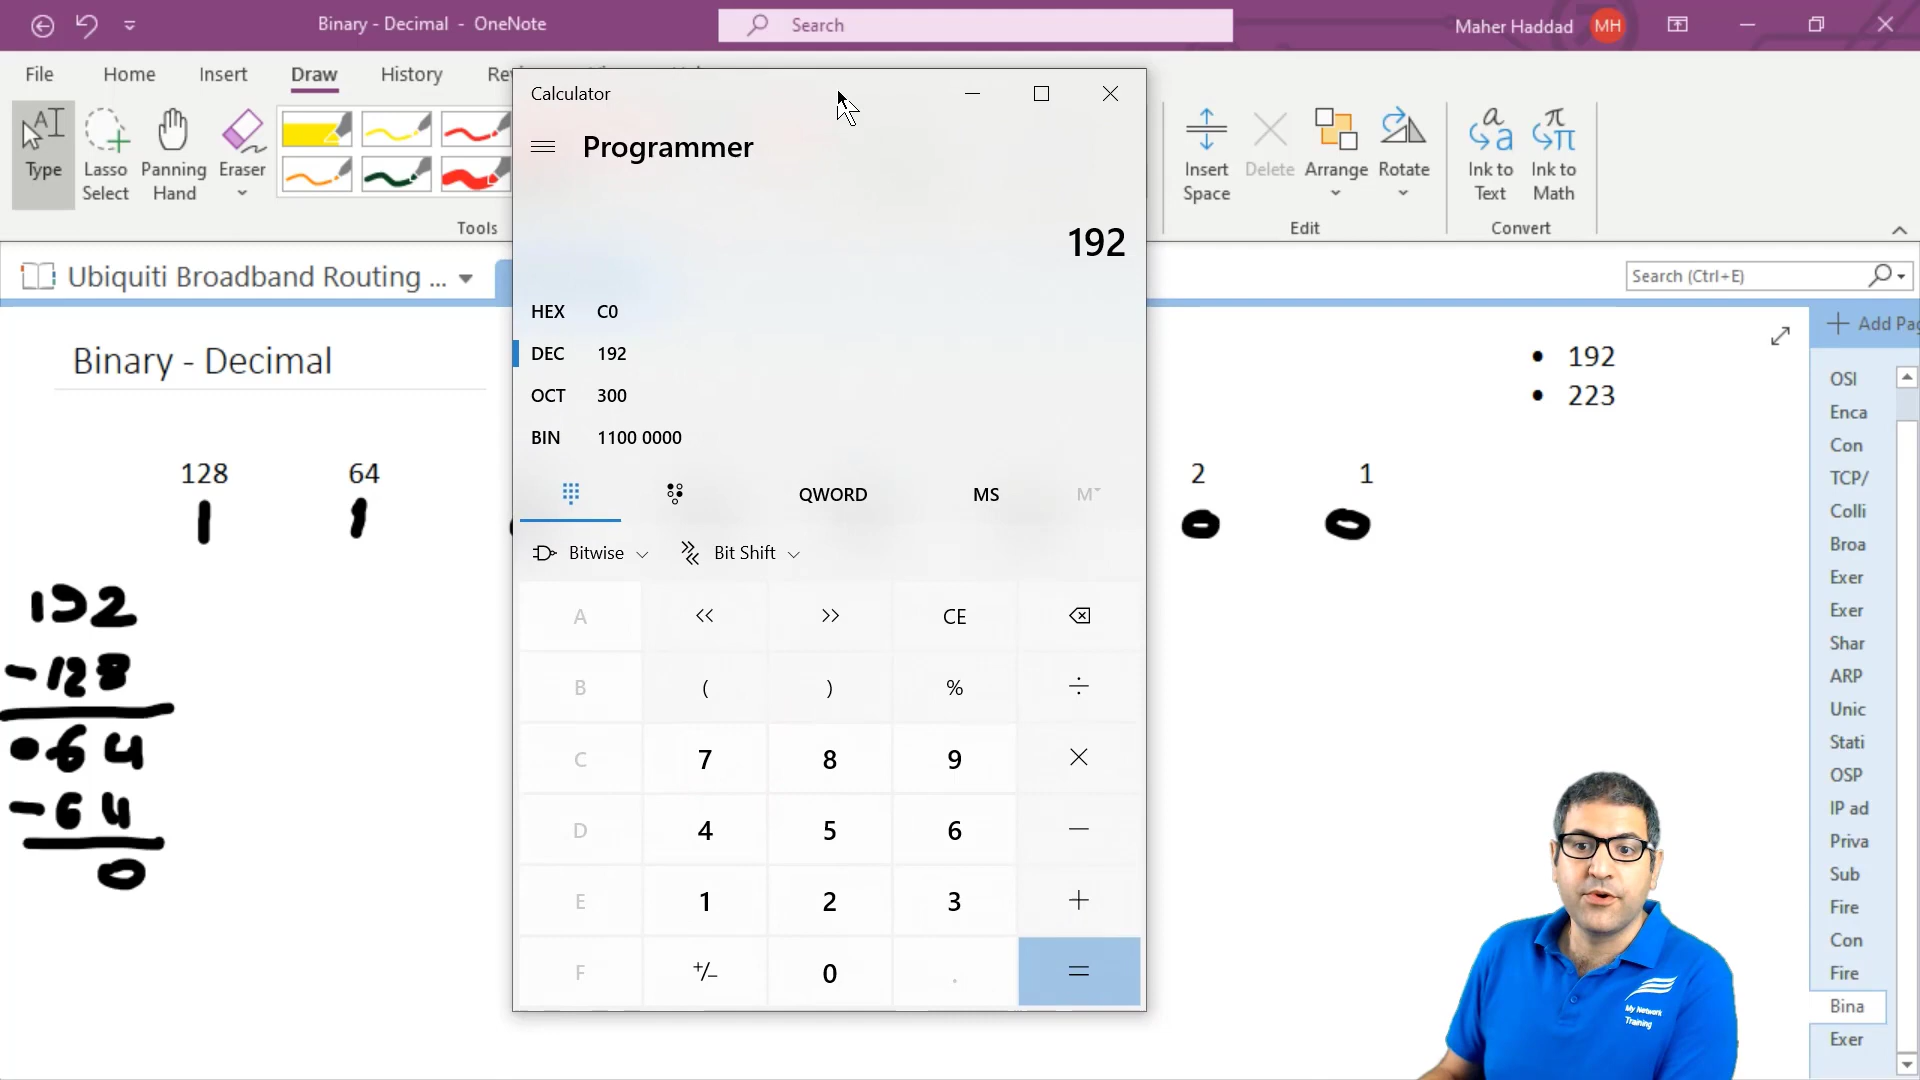 Binary - Decimal - OneNote
Search
Maher Haddad
MH
File
Home
Insert
Draw
History
Calculator
Type
Lasso Select
Panning Hand
Eraser
Tools
Insert Space
Delete
Arrange
Rotate
Edit
Ink to Text
Ink to Math
Convert
Programmer
192
HEX C0
DEC 192
OCT 300
BIN 1100 0000
QWORD
MS
M
Bitwise
Bit Shift
A << >> CE
B ( ) % ÷
C 7 8 9 ×
D 4 5 6 −
E 1 2 3 +
F +/− 0 . =
Ubiquiti Broadband Routing ...
Search (Ctrl+E)
Binary - Decimal
128 64 2 1
1 1 0 0
192
-128
064
-64
0
• 192
• 223
Add Pag
OSI
Enca
Con
TCP/
Colli
Broa
Exer
Exer
Shar
ARP
Unic
Stati
OSP
IP ad
Priva
Sub
Fire
Con
Fire
Bina
Exer
My Network
Training